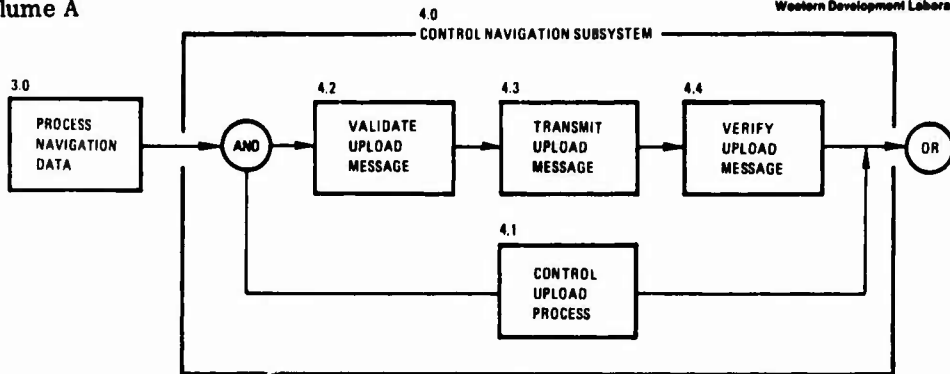 lume A
Western Development Labora
4.0
CONTROL NAVIGATION SUBSYSTEM
3.0
PROCESS
NAVIGATION
DATA
AND
4.2
VALIDATE
UPLOAD
MESSAGE
4.3
TRANSMIT
UPLOAD
MESSAGE
4.4
VERIFY
UPLOAD
MESSAGE
OR
4.1
CONTROL
UPLOAD
PROCESS